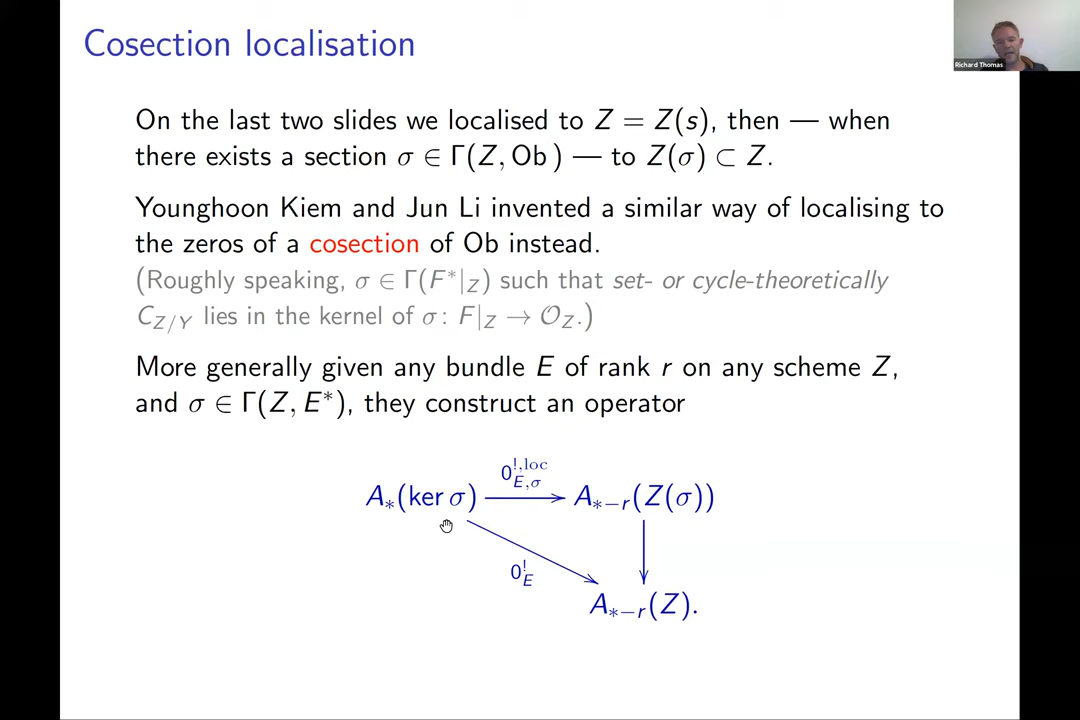 Cosection localisation
Richard Thomas
On the last two slides we localised to Z = Z(s), then — when
there exists a section σ ∈ Γ(Z, Ob) — to Z(σ) ⊂ Z.
Younghoon Kiem and Jun Li invented a similar way of localising to
the zeros of a cosection of Ob instead.
(Roughly speaking, σ ∈ Γ(F*|_Z) such that set- or cycle-theoretically
C_{Z/Y} lies in the kernel of σ: F|_Z → O_Z.)
More generally given any bundle E of rank r on any scheme Z,
and σ ∈ Γ(Z, E*), they construct an operator
0^{!,loc}_{E,σ}
A_*(ker σ) ⟶ A_{*−r}(Z(σ))
0^!_E
A_{*−r}(Z).